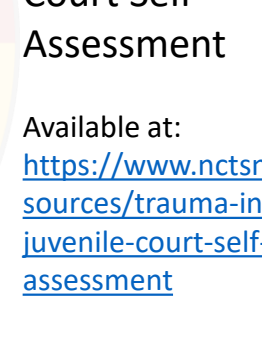 Court Self-
Assessment
Available at:
https://www.nctsn
sources/trauma-in
juvenile-court-self-
assessment